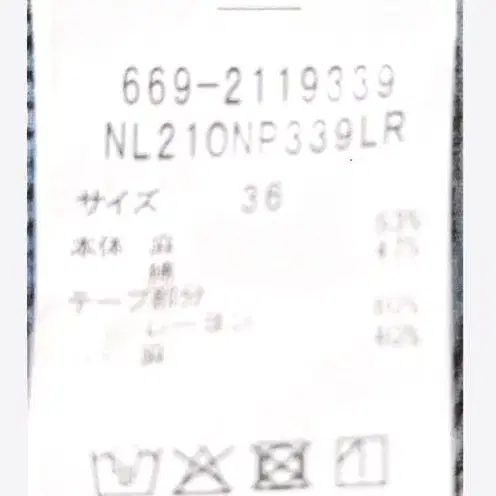 669-2119339
NL210NP339LR
サイズ 36
本体 麻
綿
テープ部分
レーヨン
麻